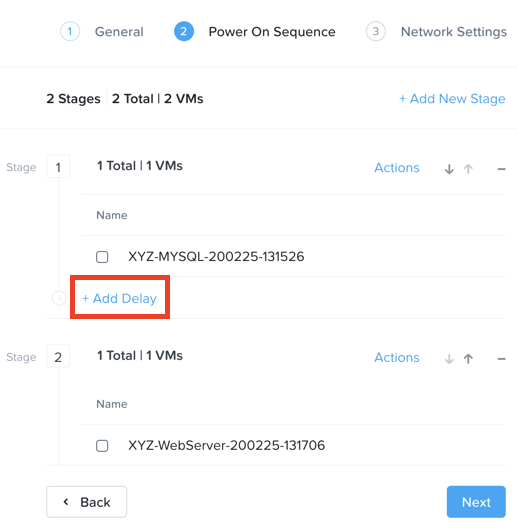 1 General 2 Power On Sequence 3 Network Settings
2 Stages 2 Total | 2 VMs + Add New Stage
Stage 1 1 Total | 1 VMs Actions
Name
XYZ-MYSQL-200225-131526
+ Add Delay
Stage 2 1 Total | 1 VMs Actions
Name
XYZ-WebServer-200225-131706
Back Next